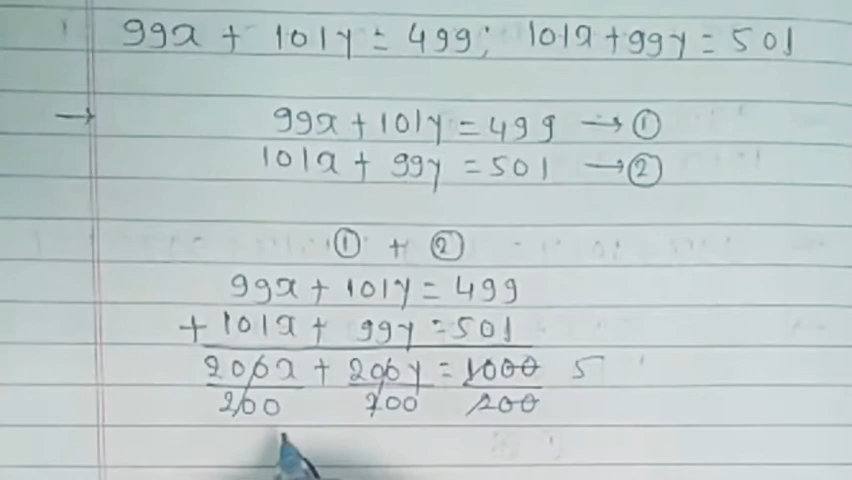 99x + 101y = 499; 101x + 99y = 501
→ 99x + 101y = 499 → ①
101x + 99y = 501 → ②
① + ②
99x + 101y = 499
+ 101x + 99y = 501
200x + 200y = 1000 5
200 200 200